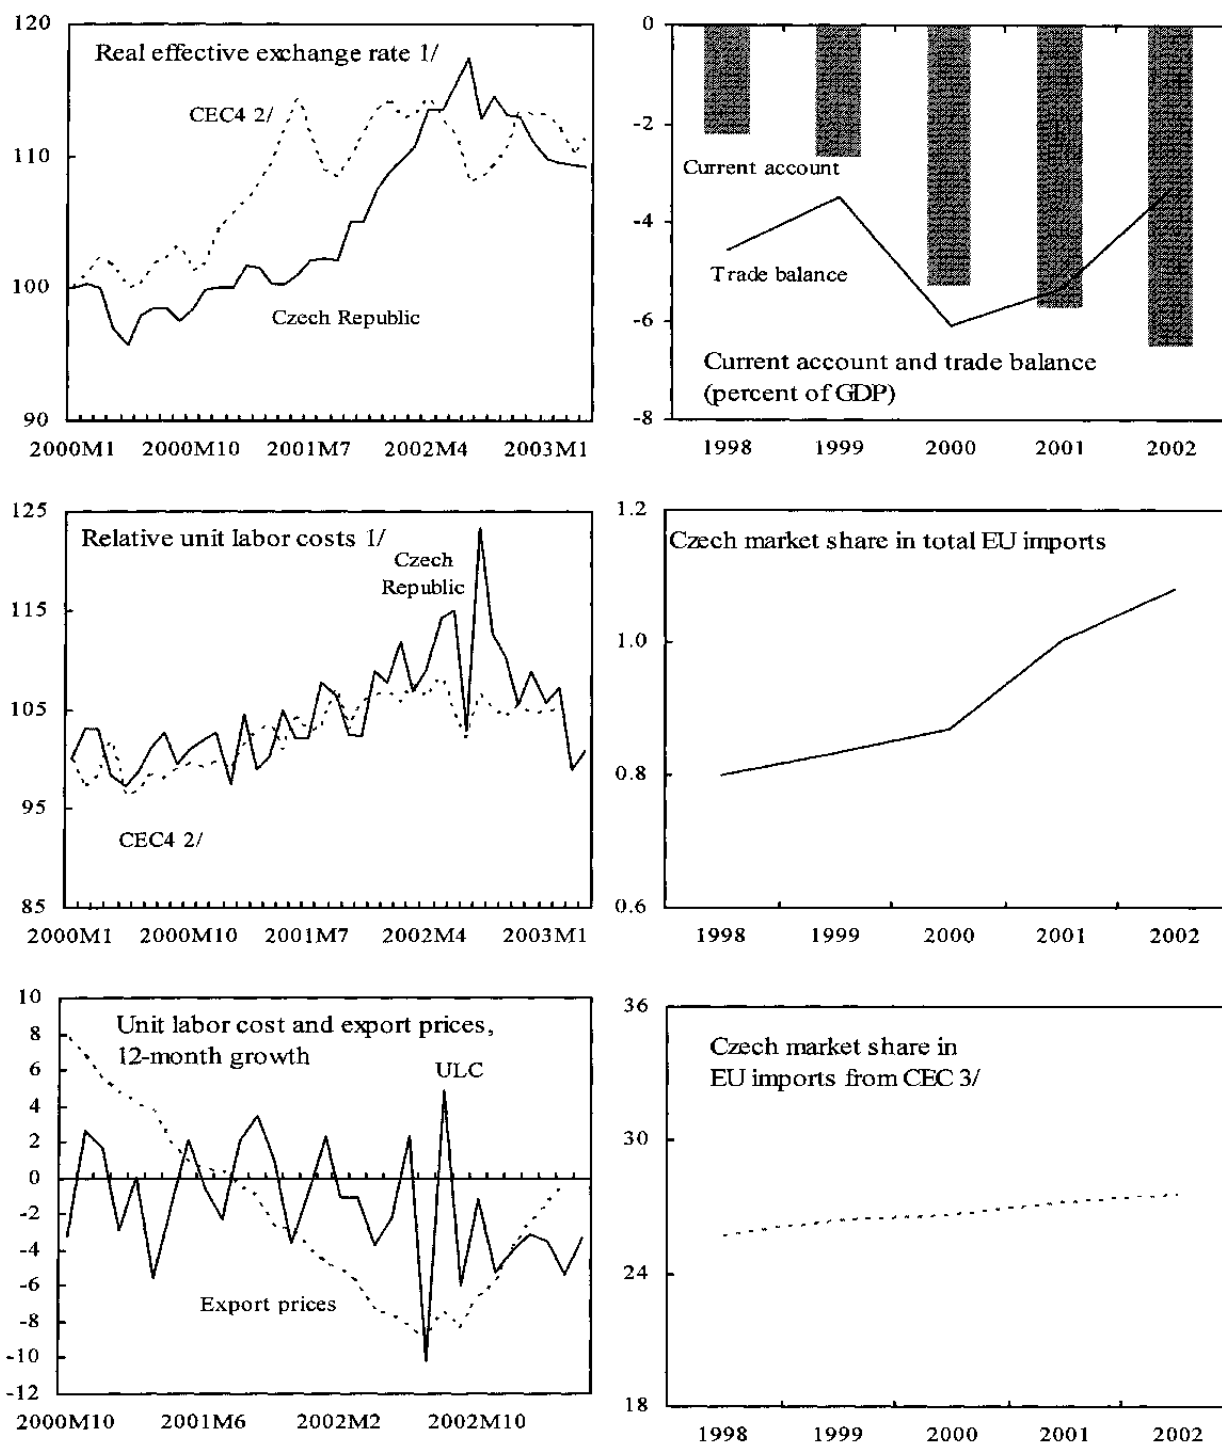 120
Real effective exchange rate 1/
CEC4 2/
110
100
Czech Republic
90
2000M1 2000M10 2001M7 2002M4 2003M1
0
-2
Current account
-4
Trade balance
-6
Current account and trade balance
(percent of GDP)
-8
1998 1999 2000 2001 2002
125
Relative unit labor costs 1/
Czech
Republic
115
105
95
CEC4 2/
85
2000M1 2000M10 2001M7 2002M4 2003M1
1.2
Czech market share in total EU imports
1.0
0.8
0.6
1998 1999 2000 2001 2002
10
Unit labor cost and export prices,
8
12-month growth
ULC
6
4
2
0
-2
-4
-6
Export prices
-8
-10
-12
2000M10 2001M6 2002M2 2002M10
36
Czech market share in
EU imports from CEC 3/
30
24
18
1998 1999 2000 2001 2002